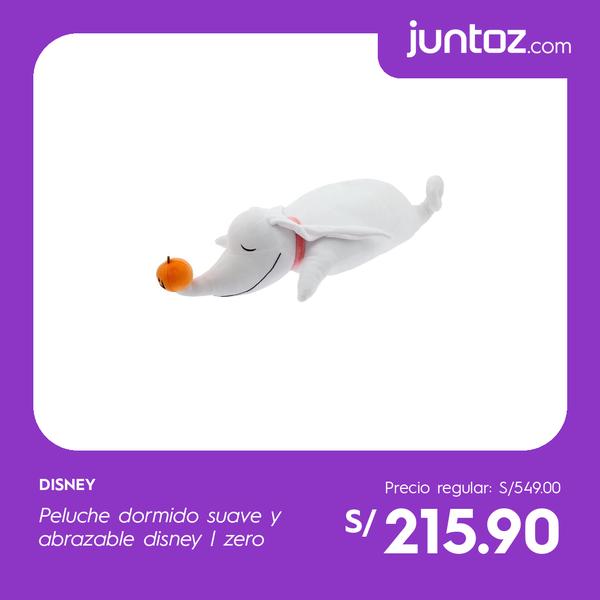 juntoz.com
DISNEY
Peluche dormido suave y
abrazable disney | zero
Precio regular: S/549.00
S/215.90